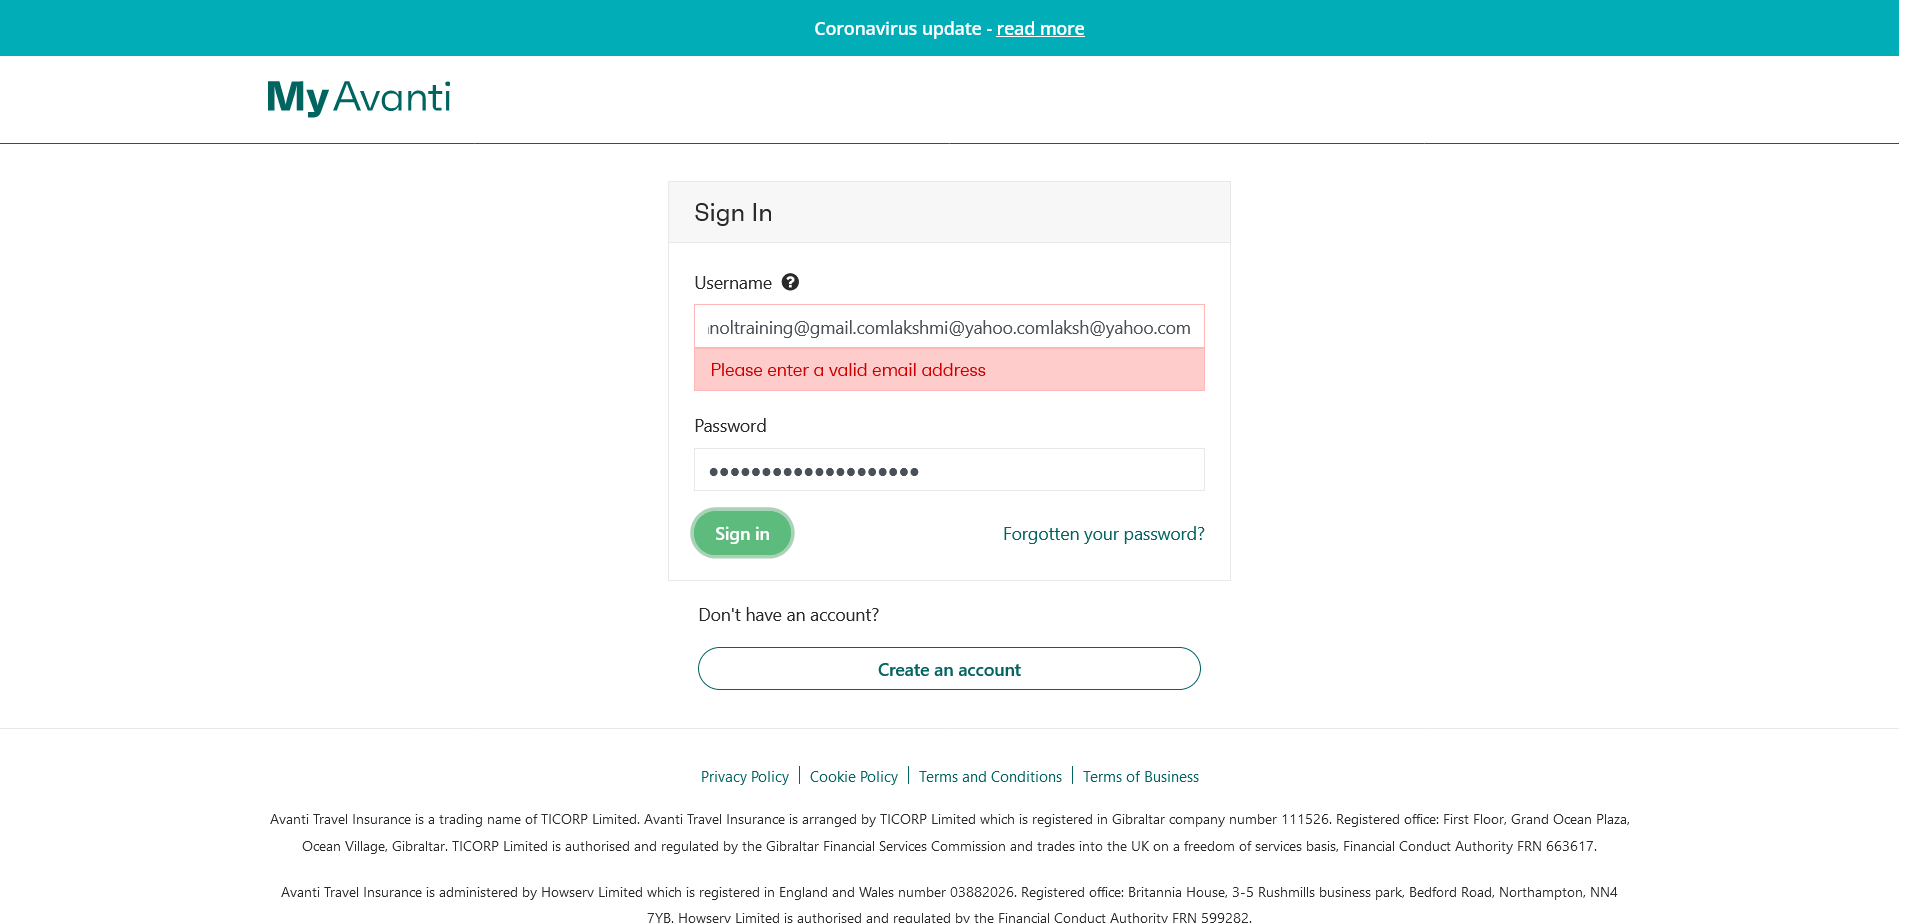 Coronavirus update - read more
My Avanti
Sign In
Username ?
noltraining@gmail.comlakshmi@yahoo.comlaksh@yahoo.com
Please enter a valid email address
Password
Sign in
Forgotten your password?
Don't have an account?
Create an account
Privacy Policy | Cookie Policy | Terms and Conditions | Terms of Business
Avanti Travel Insurance is a trading name of TICORP Limited. Avanti Travel Insurance is arranged by TICORP Limited which is registered in Gibraltar company number 111526. Registered office: First Floor, Grand Ocean Plaza,
Ocean Village, Gibraltar. TICORP Limited is authorised and regulated by the Gibraltar Financial Services Commission and trades into the UK on a freedom of services basis, Financial Conduct Authority FRN 663617.
Avanti Travel Insurance is administered by Howserv Limited which is registered in England and Wales number 03882026. Registered office: Britannia House, 3-5 Rushmills business park, Bedford Road, Northampton, NN4
7YB. Howserv Limited is authorised and regulated by the Financial Conduct Authority FRN 599282.